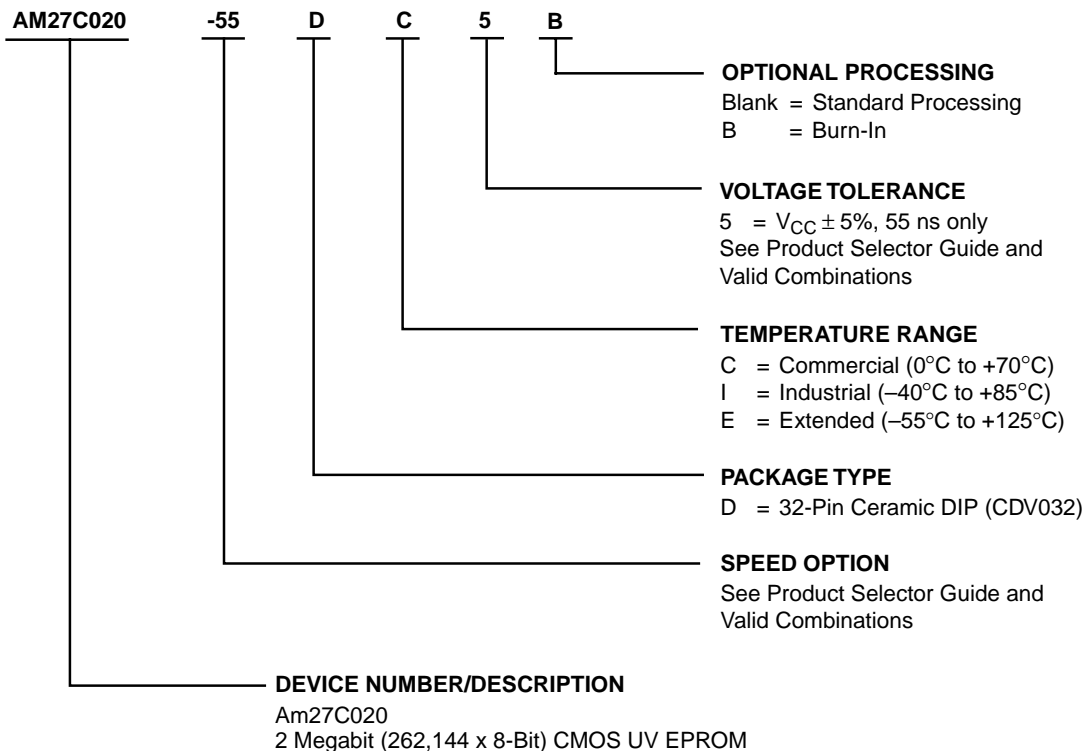 AM27C020 -55 D C 5 B
OPTIONAL PROCESSING
Blank = Standard Processing
B = Burn-In
VOLTAGE TOLERANCE
5 = VCC ± 5%, 55 ns only
See Product Selector Guide and
Valid Combinations
TEMPERATURE RANGE
C = Commercial (0°C to +70°C)
I = Industrial (–40°C to +85°C)
E = Extended (–55°C to +125°C)
PACKAGE TYPE
D = 32-Pin Ceramic DIP (CDV032)
SPEED OPTION
See Product Selector Guide and
Valid Combinations
DEVICE NUMBER/DESCRIPTION
Am27C020
2 Megabit (262,144 x 8-Bit) CMOS UV EPROM